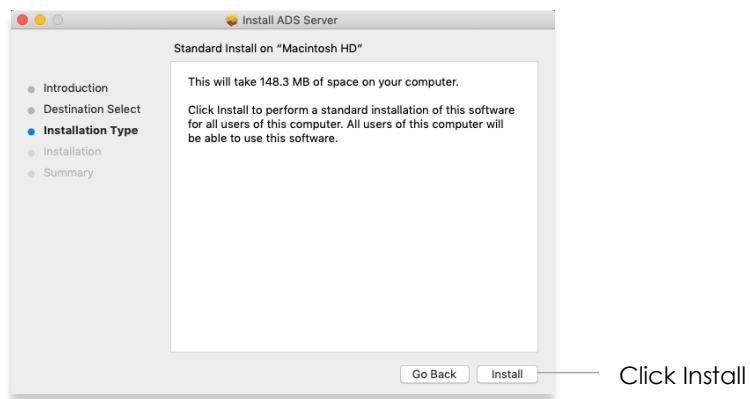 Install ADS Server
Standard Install on “Macintosh HD”
Introduction
Destination Select
Installation Type
Installation
Summary
This will take 148.3 MB of space on your computer.
Click Install to perform a standard installation of this software
for all users of this computer. All users of this computer will
be able to use this software.
Go Back
Install
Click Install